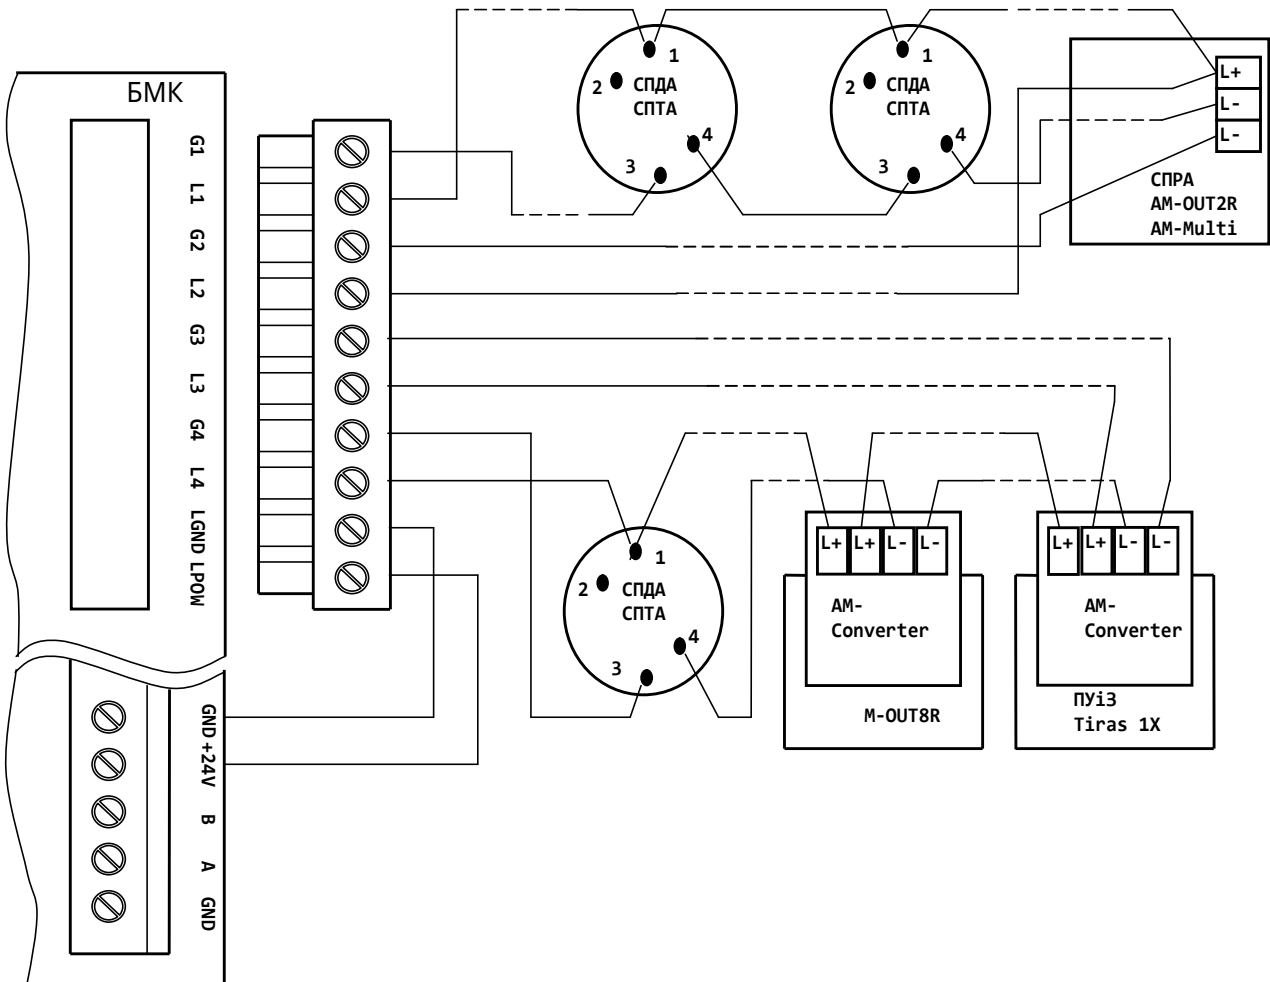 БМК
G1
L1
G2
L2
G3
L3
G4
L4
LGND
LPOW
GND
+24V
B
A
GND
1
2
СПДА
СПТА
4
3
1
2
СПДА
СПТА
4
3
L+
L-
L-
СПРА
AM-OUT2R
AM-Multi
1
2
СПДА
СПТА
4
3
L+ L+ L- L-
AM-
Converter
M-OUT8R
L+ L+ L- L-
AM-
Converter
ПУіЗ
Tiras 1X